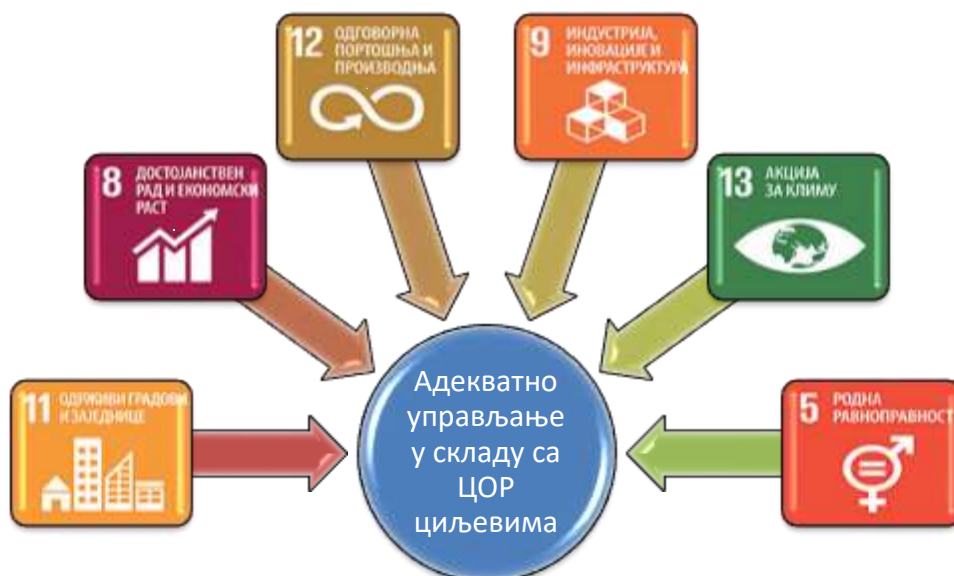 12 ОДГОВОРНА
ПОРТОШЊА И
ПРОИЗВОДЊА
9 ИНДУСТРИЈА,
ИНОВАЦИЈЕ И
ИНФРАСТРУКТУРА
8 ДОСТОЈАНСТВЕН
РАД И ЕКОНОМСКИ
РАСТ
13 АКЦИЈА
ЗА КЛИМУ
11 ОДРЖИВИ ГРАДОВИ
И ЗАЈЕДНИЦЕ
5 РОДНА
РАВНОПРАВНОСТ
Адекватно
управљање
у складу са
ЦОР
циљевима